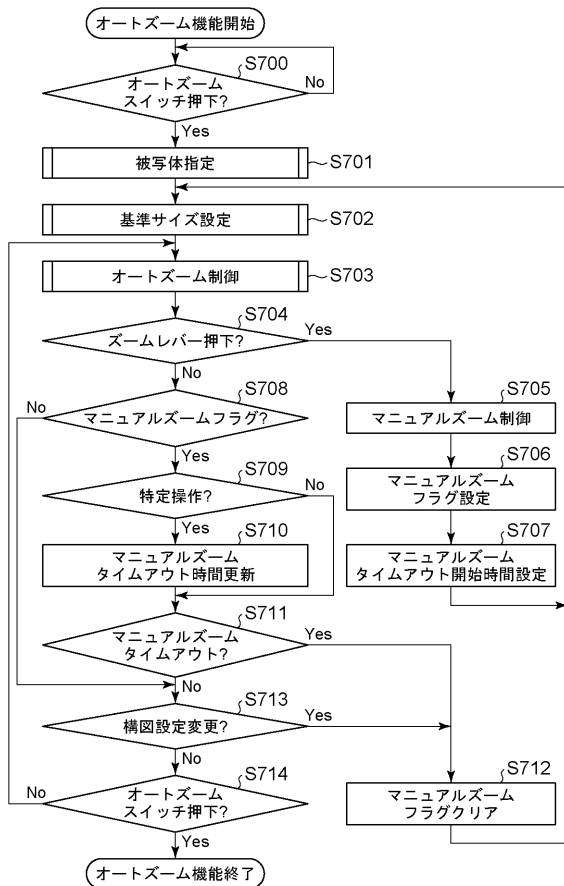 オートズーム機能開始
S700
オートズーム
スイッチ押下?
No
Yes
被写体指定
S701
基準サイズ設定
S702
オートズーム制御
S703
S704
ズームレバー押下?
Yes
No
S705
マニュアルズーム制御
S708
No
マニュアルズームフラグ?
Yes
S706
マニュアルズーム
フラグ設定
S709
特定操作?
No
Yes
S707
マニュアルズーム
タイムアウト開始時間設定
S710
マニュアルズーム
タイムアウト時間更新
S711
マニュアルズーム
タイムアウト?
Yes
No
S713
構図設定変更?
Yes
No
S712
マニュアルズーム
フラグクリア
S714
No
オートズーム
スイッチ押下?
Yes
オートズーム機能終了